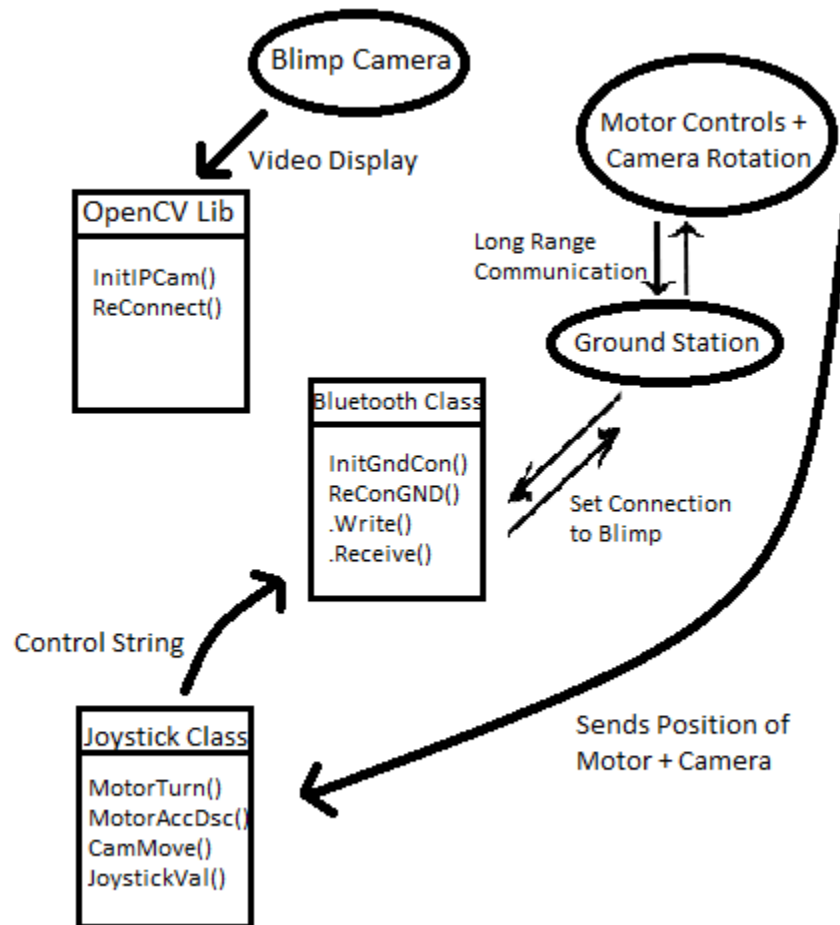 Blimp Camera
Motor Controls +
Camera Rotation
Video Display
OpenCV Lib
InitIPCam()
ReConnect()
Long Range
Communication
Ground Station
Bluetooth Class
InitGndCon()
ReConGND()
.Write()
.Receive()
Set Connection
to Blimp
Control String
Joystick Class
MotorTurn()
MotorAccDsc()
CamMove()
JoystickVal()
Sends Position of
Motor + Camera